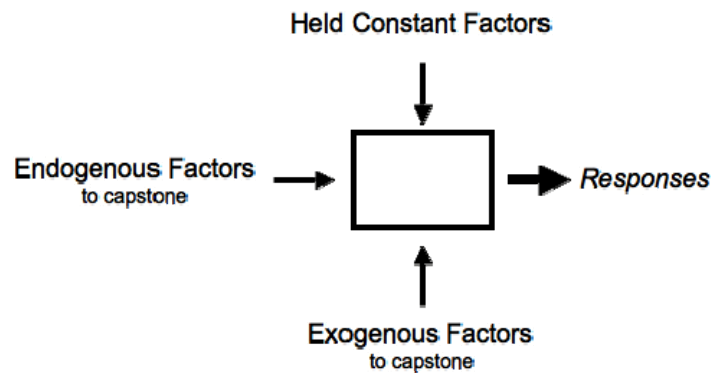 Held Constant Factors
Endogenous Factors
to capstone
Responses
Exogenous Factors
to capstone